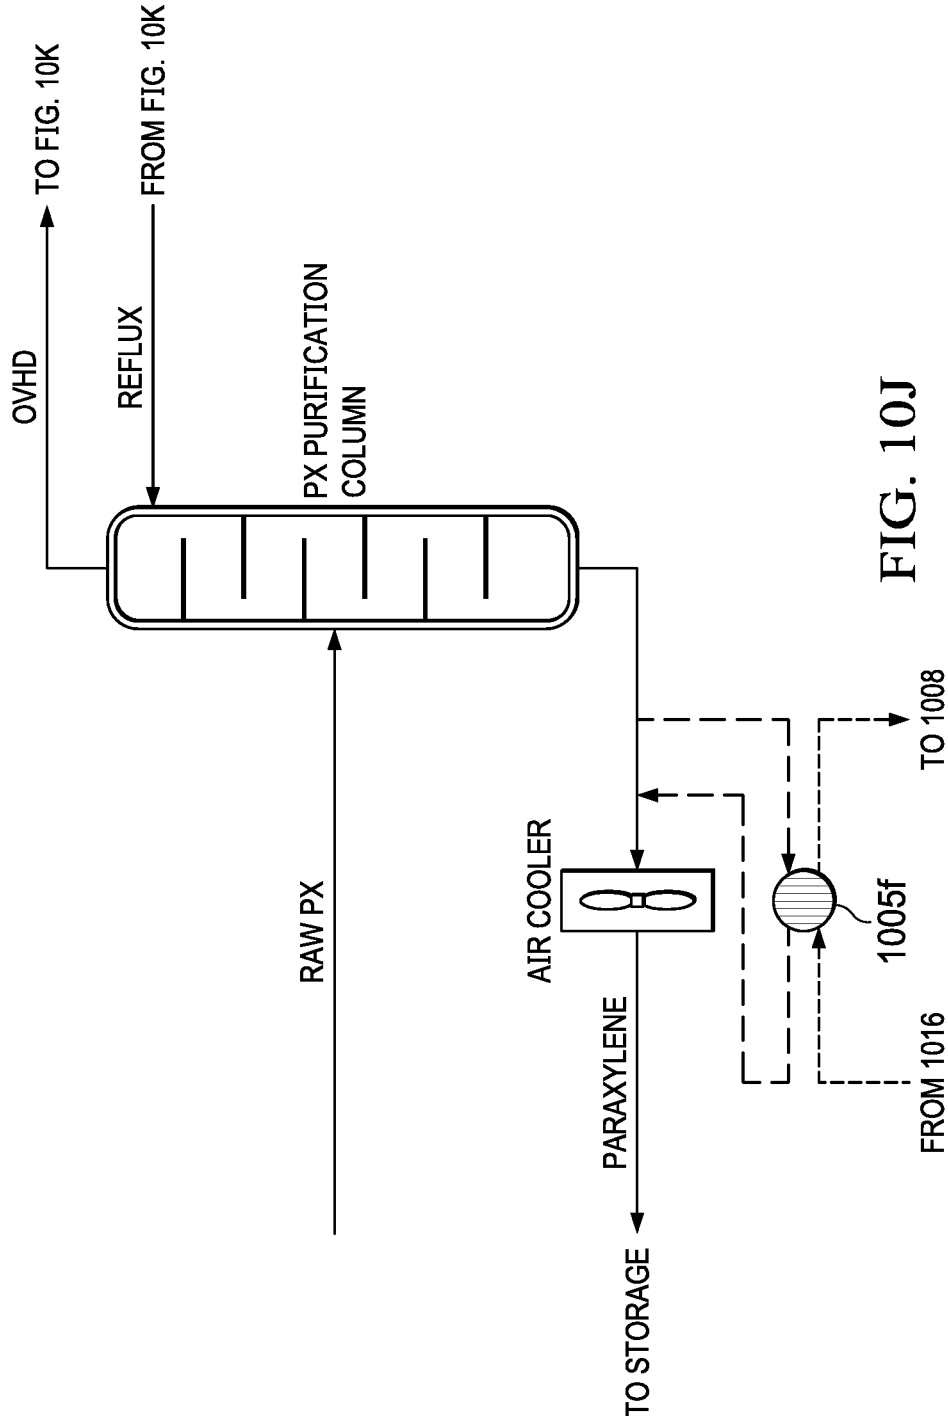 OVHD
TO FIG. 10K
REFLUX
FROM FIG. 10K
PX PURIFICATION
COLUMN
RAW PX
AIR COOLER
PARAXYLENE
TO STORAGE
1005f
FROM 1016
TO 1008
FIG. 10J